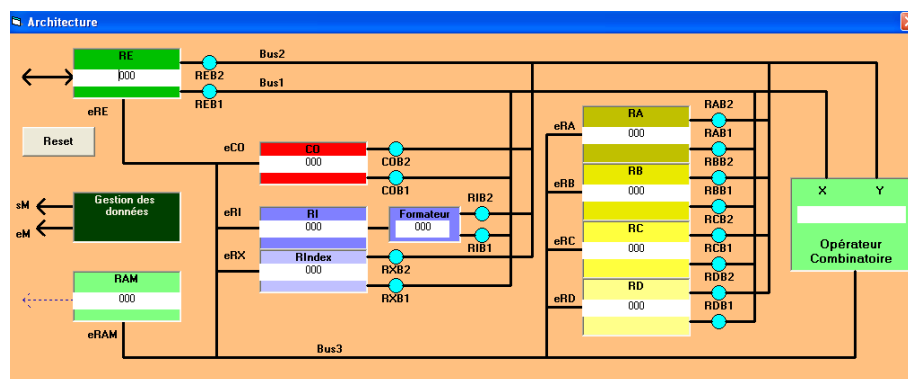 Architecture
RE
000
REB2
REB1
Bus2
Bus1
eRE
Reset
eCO
CO
000
COB2
COB1
sM
eM
Gestion des
données
eRI
RI
000
Formateur
000
RIB2
RIB1
eRX
RIndex
000
RXB2
RXB1
RAM
000
eRAM
Bus3
eRA
RA
000
RAB2
RAB1
eRB
RB
000
RBB2
RBB1
eRC
RC
000
RCB2
RCB1
eRD
RD
000
RDB2
RDB1
X Y
Opérateur
Combinatoire